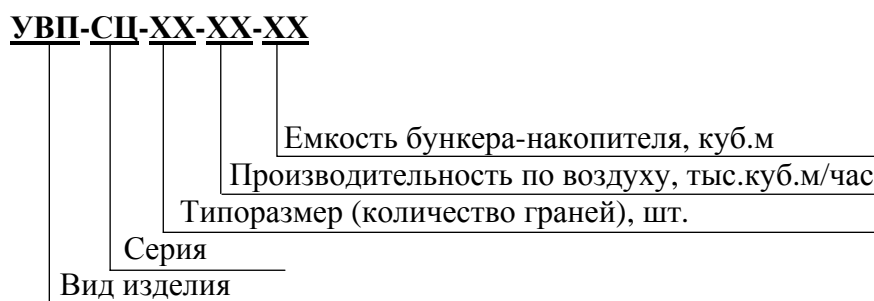 УВП-СЦ-ХХ-ХХ-ХХ
Емкость бункера-накопителя, куб.м
Производительность по воздуху, тыс.куб.м/час
Типоразмер (количество граней), шт.
Серия
Вид изделия